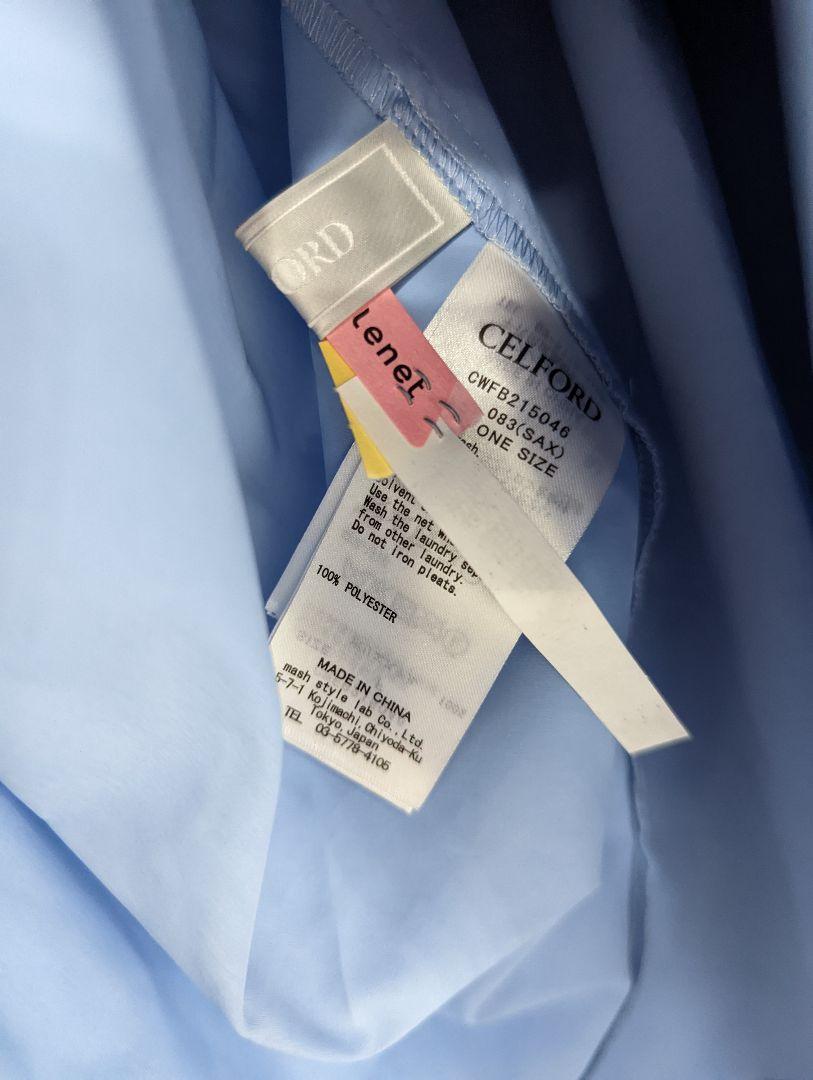 ORD
lenet
CELFORD
CWFB215046
083(SAX)
ONE SIZE
Use the net
Wash the laundry
from other laundry.
Do not iron pleats.
100% POLYESTER
MADE IN CHINA
mash style lab Co.,Ltd.
5-7-1 Kojimachi,Chiyoda-Ku
Tokyo,Japan
TEL 03-5778-4105